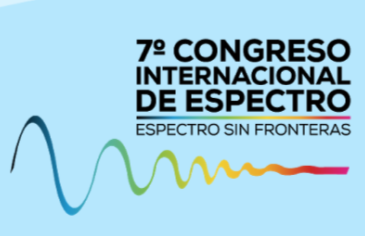 7º CONGRESO
INTERNACIONAL
DE ESPECTRO
ESPECTRO SIN FRONTERAS